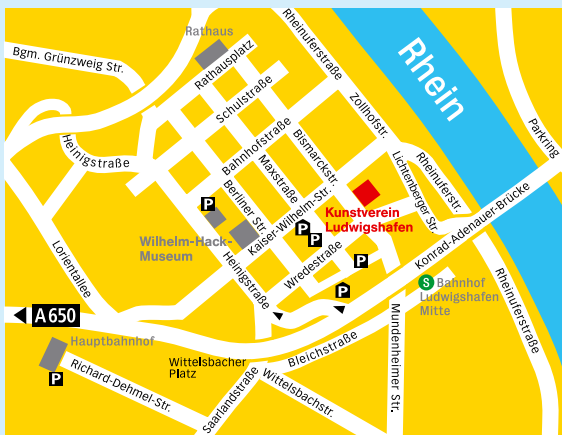 Rathaus
Bgm. Grünzweig Str.
Rathausplatz
Rheinuferstraße
Rhein
Schulstraße
Zollhofstr.
Parkring
Heinigstraße
Bahnhofstraße
Bismarckstr.
Maxstraße
Lichtenberger Str.
Rheinuferstr.
P
Berliner Str.
Kaiser-Wilhelm-Str.
Kunstverein
Ludwigshafen
Wilhelm-Hack-
Museum
P
P
Konrad-Adenauer-Brücke
Lorientallee
Heinigstraße
Wredestraße
P
P
S Bahnhof
Ludwigshafen
Mitte
Rheinuferstraße
A 650
Hauptbahnhof
Mundenheimer Str.
Bleichstraße
Wittelsbacher
Platz
P
Richard-Dehmel-Str.
Saarlandstraße
Wittelsbachstr.